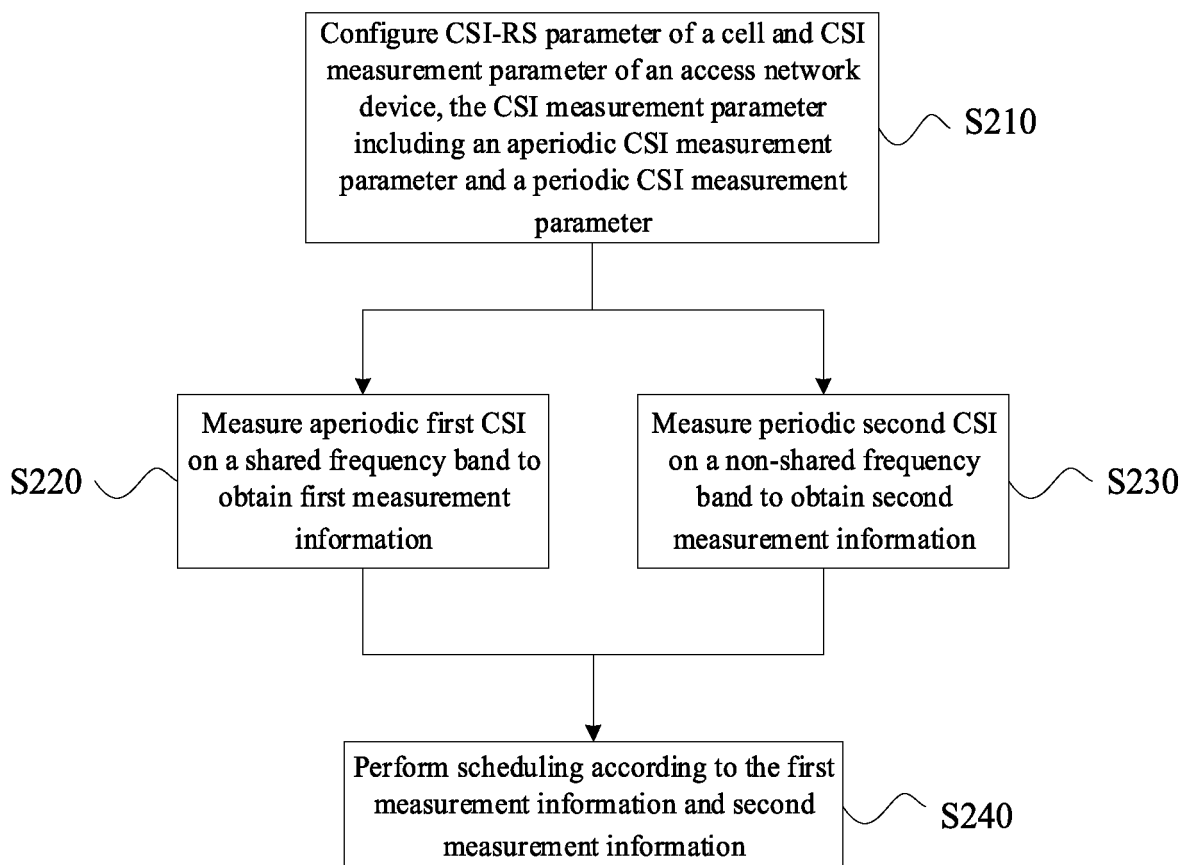 Configure CSI-RS parameter of a cell and CSI
measurement parameter of an access network
device, the CSI measurement parameter
including an aperiodic CSI measurement
parameter and a periodic CSI measurement
parameter
S210
Measure aperiodic first CSI
on a shared frequency band to
obtain first measurement
information
S220
Measure periodic second CSI
on a non-shared frequency
band to obtain second
measurement information
S230
Perform scheduling according to the first
measurement information and second
measurement information
S240